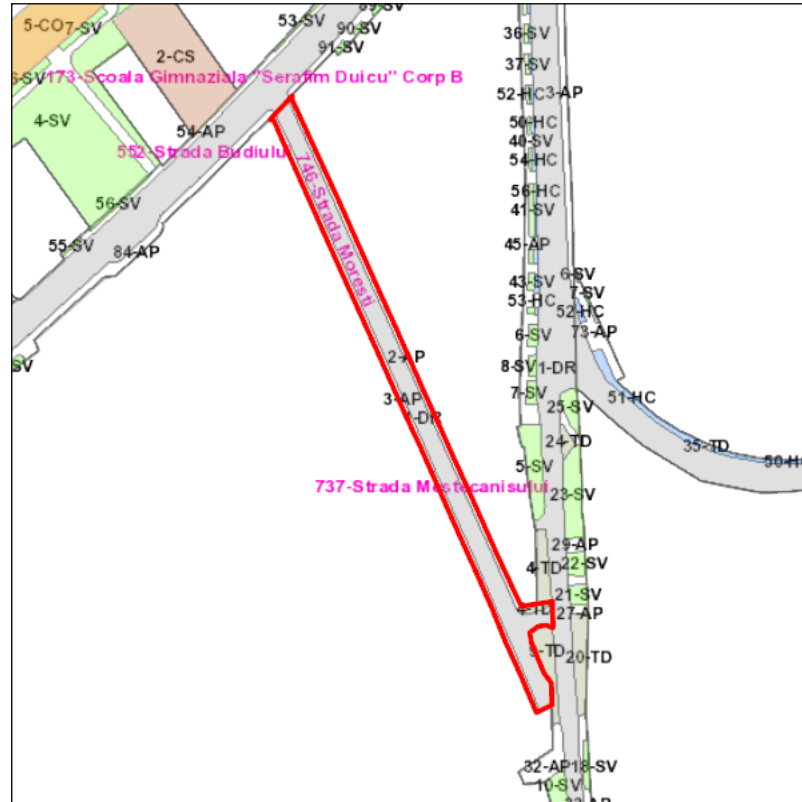 89-SV
5-CO
7-SV
53-SV
90-SV
91-SV
36-SV
2-CS
37-SV
173-Scoala Gimnaziala "Serafim Duicu" Corp B
52-HC
3-AP
4-SV
54-AP
50-HC
40-SV
552-Strada Budiului
54-HC
746-Strada Moresti
56-HC
56-SV
41-SV
55-SV
84-AP
45-AP
6-SV
43-SV
7-SV
53-HC
52-HC
73-AP
6-SV
2-AP
SV
8-SV
1-DR
7-SV
51-HC
3-AP
25-SV
24-TD
35-TD
5-SV
50-HC
737-Strada Mestecanisului
23-SV
29-AP
4-TD
22-SV
21-SV
27-AP
20-TD
32-AP
18-SV
10-SV